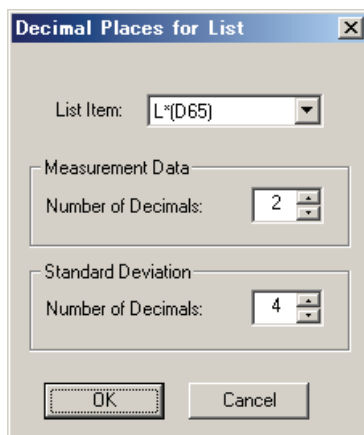 Decimal Places for List
List Item: L*(D65)
Measurement Data
Number of Decimals: 2
Standard Deviation
Number of Decimals: 4
OK Cancel